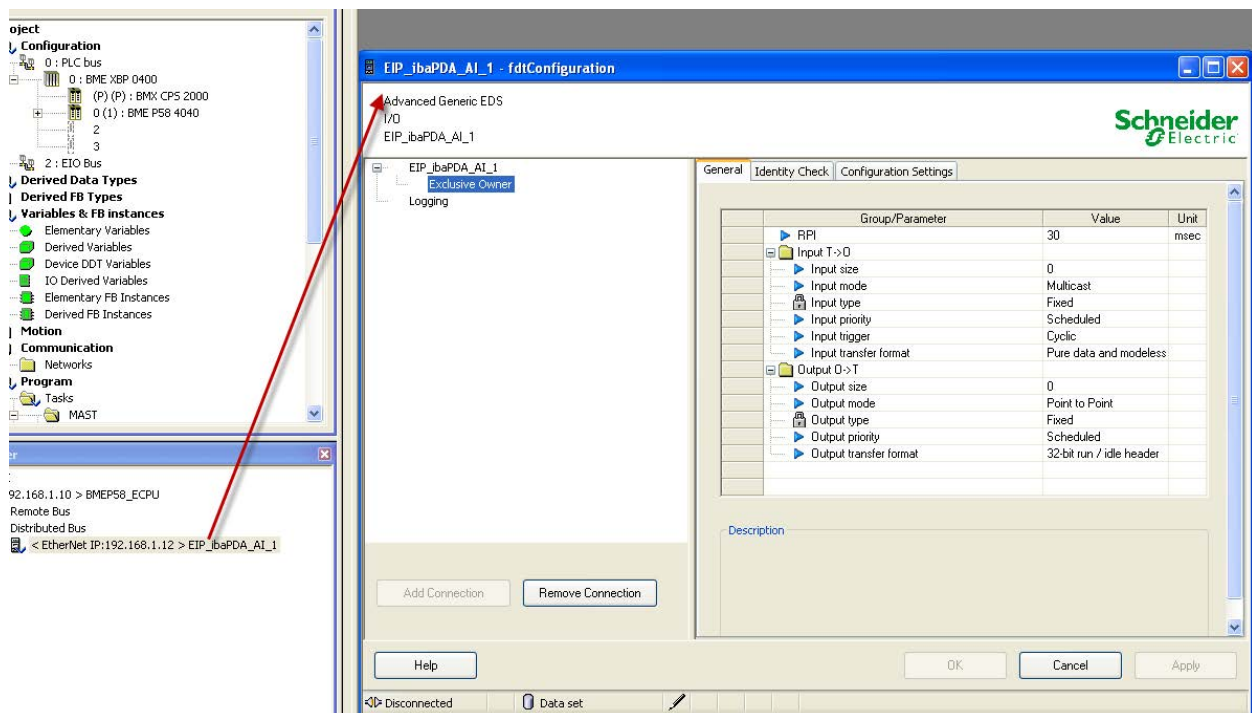 oject
Configuration
0 : PLC bus
0 : BME XBP 0400
(P) (P) : BMX CPS 2000
0 (1) : BME P58 4040
2
3
2 : EIO Bus
Derived Data Types
Derived FB Types
Variables & FB instances
Elementary Variables
Derived Variables
Device DDT Variables
IO Derived Variables
Elementary FB Instances
Derived FB Instances
Motion
Communication
Networks
Program
Tasks
MAST
er
92.168.1.10 > BMEP58_ECPU
Remote Bus
Distributed Bus
< EtherNet IP:192.168.1.12 > EIP_ibaPDA_AI_1
EIP_ibaPDA_AI_1 - fdtConfiguration
Advanced Generic EDS
I/O
EIP_ibaPDA_AI_1
Schneider
Electric
EIP_ibaPDA_AI_1
Exclusive Owner
Logging
Add Connection Remove Connection
General Identity Check Configuration Settings
Group/Parameter Value Unit
RPI 30 msec
Input T->O
Input size 0
Input mode Multicast
Input type Fixed
Input priority Scheduled
Input trigger Cyclic
Input transfer format Pure data and modeless
Output O->T
Output size 0
Output mode Point to Point
Output type Fixed
Output priority Scheduled
Output transfer format 32-bit run / idle header
Description
Help OK Cancel Apply
Disconnected Data set